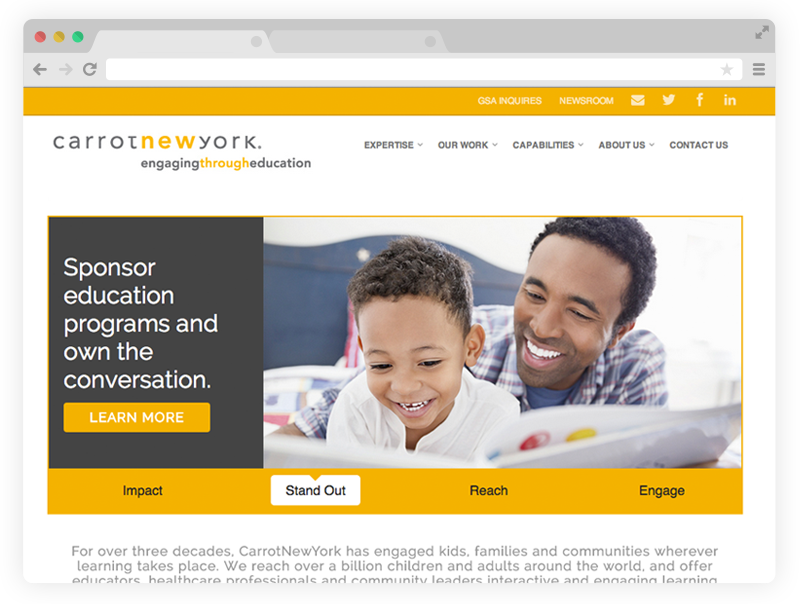 GSA INQUIRES NEWSROOM
carrotnewyork.
engagingthrougheducation
EXPERTISE OUR WORK CAPABILITIES ABOUT US CONTACT US
Sponsor
education
programs and
own the
conversation.
LEARN MORE
Impact Stand Out Reach Engage
For over three decades, CarrotNewYork has engaged kids, families and communities wherever
learning takes place. We reach over a billion children and adults around the world, and offer
educators, healthcare professionals and community leaders interactive and engaging learning